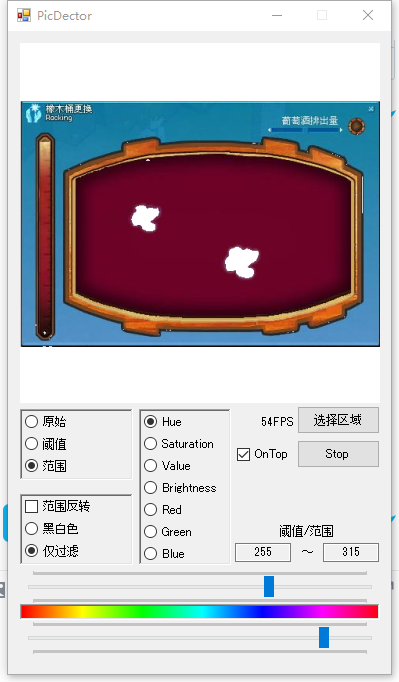 PicDector
橡木桶更換
Racking
葡萄酒排出量
原始
阈值
范围
范围反转
黑白色
仅过滤
Hue
Saturation
Value
Brightness
Red
Green
Blue
54FPS
选择区域
OnTop
Stop
阈值/范围
255 ~ 315